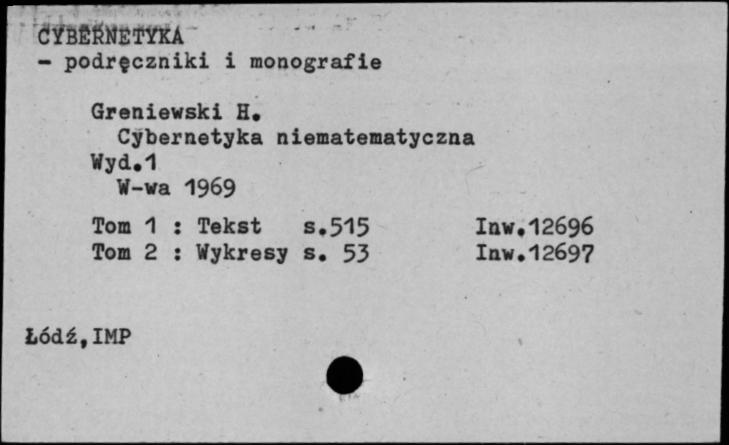 CYBERNETYKA
- podręczniki i monografie
Greniewski H.
Cybernetyka niematematyczna
Wyd.1
W-wa 1969
Tom 1 : Tekst s.515 Inw.12696
Tom 2 : Wykresy s. 53 Inw.12697
Łódź,IMP